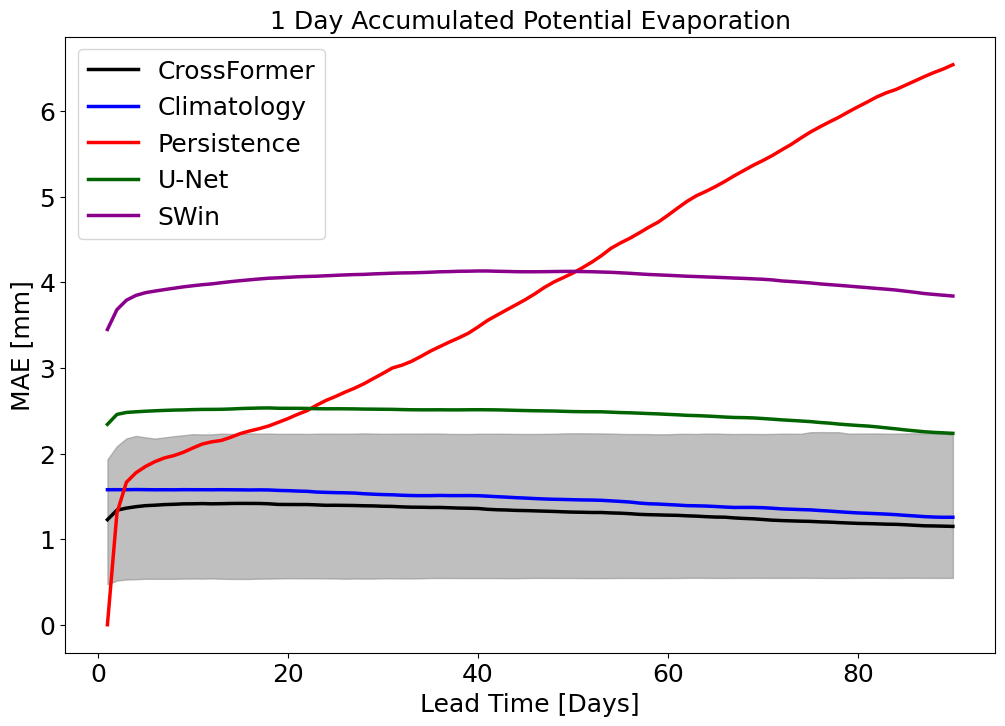 1 Day Accumulated Potential Evaporation
CrossFormer
Climatology
Persistence
U-Net
SWin
MAE [mm]
6
5
4
3
2
1
0
0 20 40 60 80
Lead Time [Days]